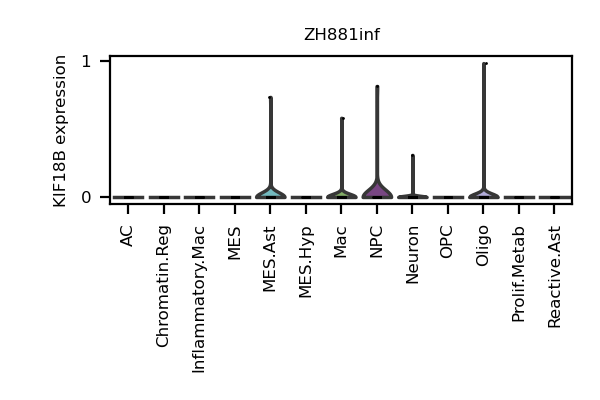 ZH881inf
KIF18B expression
1
0
AC
Chromatin.Reg
Inflammatory.Mac
MES
MES.Ast
MES.Hyp
Mac
NPC
Neuron
OPC
Oligo
Prolif.Metab
Reactive.Ast